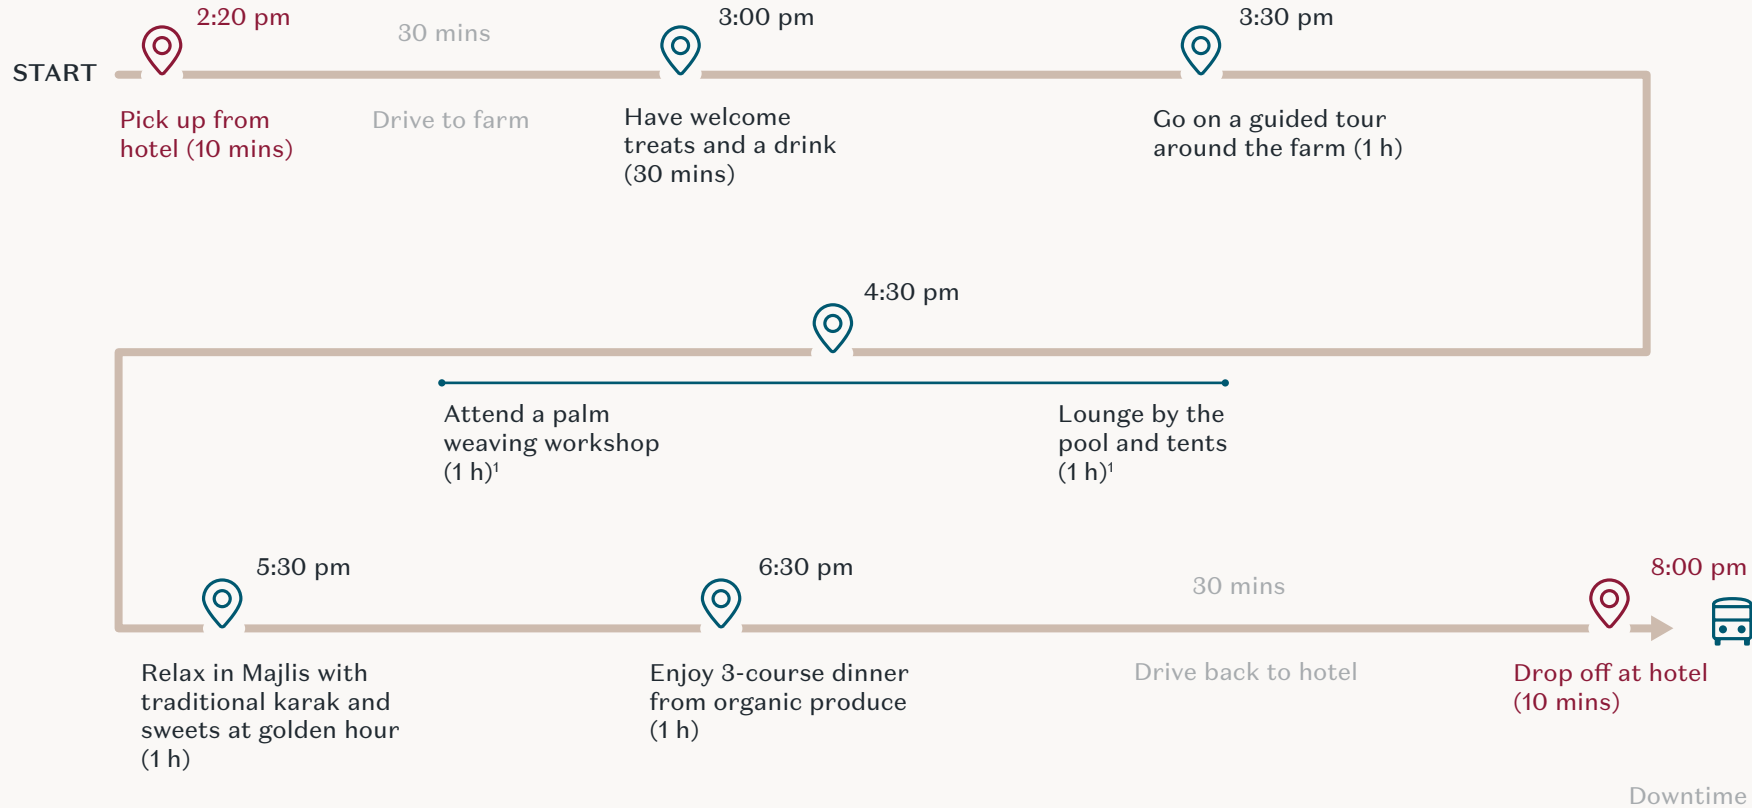 START
2:20 pm
30 mins
3:00 pm
3:30 pm
Pick up from
hotel (10 mins)
Drive to farm
Have welcome
treats and a drink
(30 mins)
Go on a guided tour
around the farm (1 h)
4:30 pm
Attend a palm
weaving workshop
(1 h)¹
Lounge by the
pool and tents
(1 h)¹
5:30 pm
6:30 pm
30 mins
8:00 pm
Relax in Majlis with
traditional karak and
sweets at golden hour
(1 h)
Enjoy 3-course dinner
from organic produce
(1 h)
Drive back to hotel
Drop off at hotel
(10 mins)
Downtime